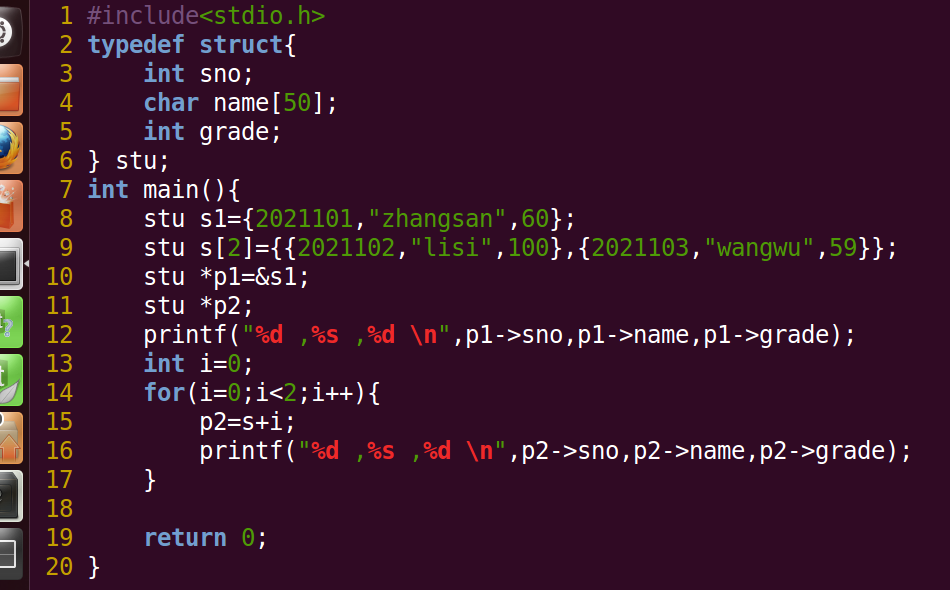 1 #include<stdio.h>
2 typedef struct{
3     int sno;
4     char name[50];
5     int grade;
6 } stu;
7 int main(){
8     stu s1={2021101,"zhangsan",60};
9     stu s[2]={{2021102,"lisi",100},{2021103,"wangwu",59}};
10     stu *p1=&s1;
11     stu *p2;
12     printf("%d ,%s ,%d \n",p1->sno,p1->name,p1->grade);
13     int i=0;
14     for(i=0;i<2;i++){
15         p2=s+i;
16         printf("%d ,%s ,%d \n",p2->sno,p2->name,p2->grade);
17     }
18
19     return 0;
20 }